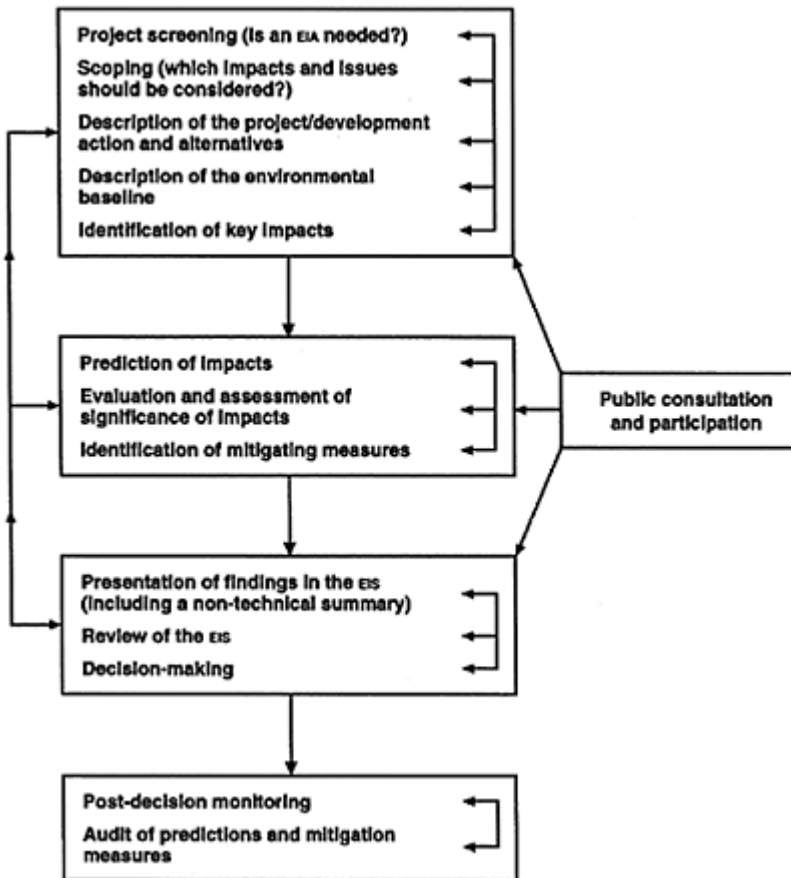 Project screening (is an EIA needed?)
Scoping (which impacts and issues
should be considered?)
Description of the project/development
action and alternatives
Description of the environmental
baseline
Identification of key impacts
Prediction of impacts
Evaluation and assessment of
significance of impacts
Identification of mitigating measures
Public consultation
and participation
Presentation of findings in the EIS
(including a non-technical summary)
Review of the EIS
Decision-making
Post-decision monitoring
Audit of predictions and mitigation
measures